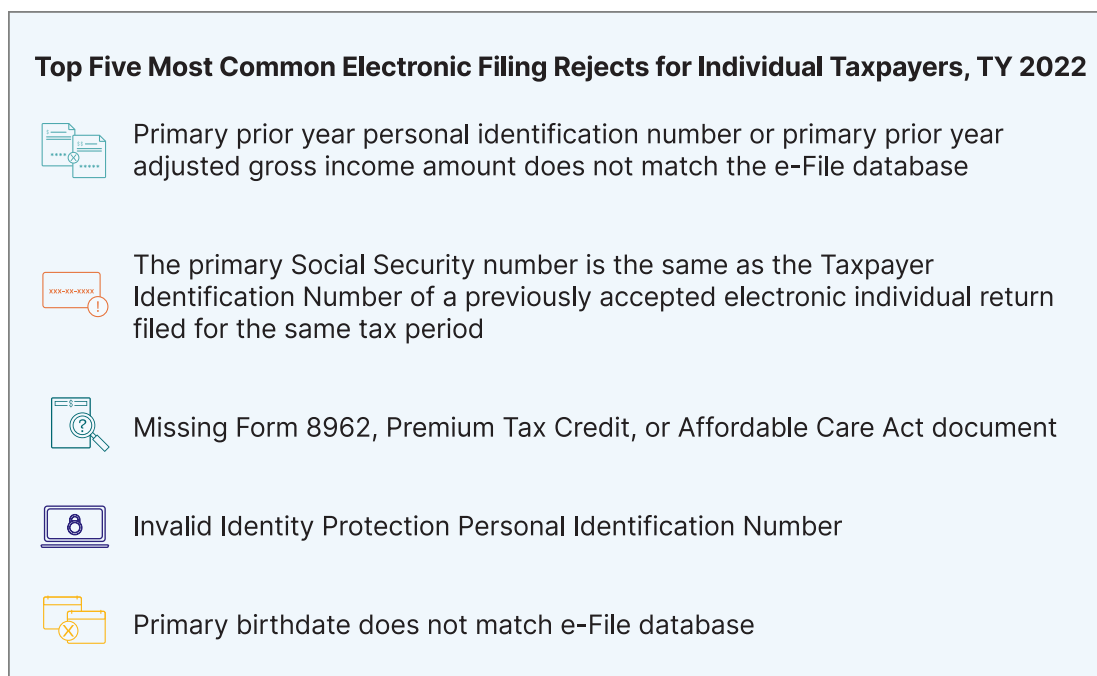 Top Five Most Common Electronic Filing Rejects for Individual Taxpayers, TY 2022
Primary prior year personal identification number or primary prior year
adjusted gross income amount does not match the e-File database
xxx-xx-xxxx
!
The primary Social Security number is the same as the Taxpayer
Identification Number of a previously accepted electronic individual return
filed for the same tax period
$
?
Missing Form 8962, Premium Tax Credit, or Affordable Care Act document
Invalid Identity Protection Personal Identification Number
Primary birthdate does not match e-File database